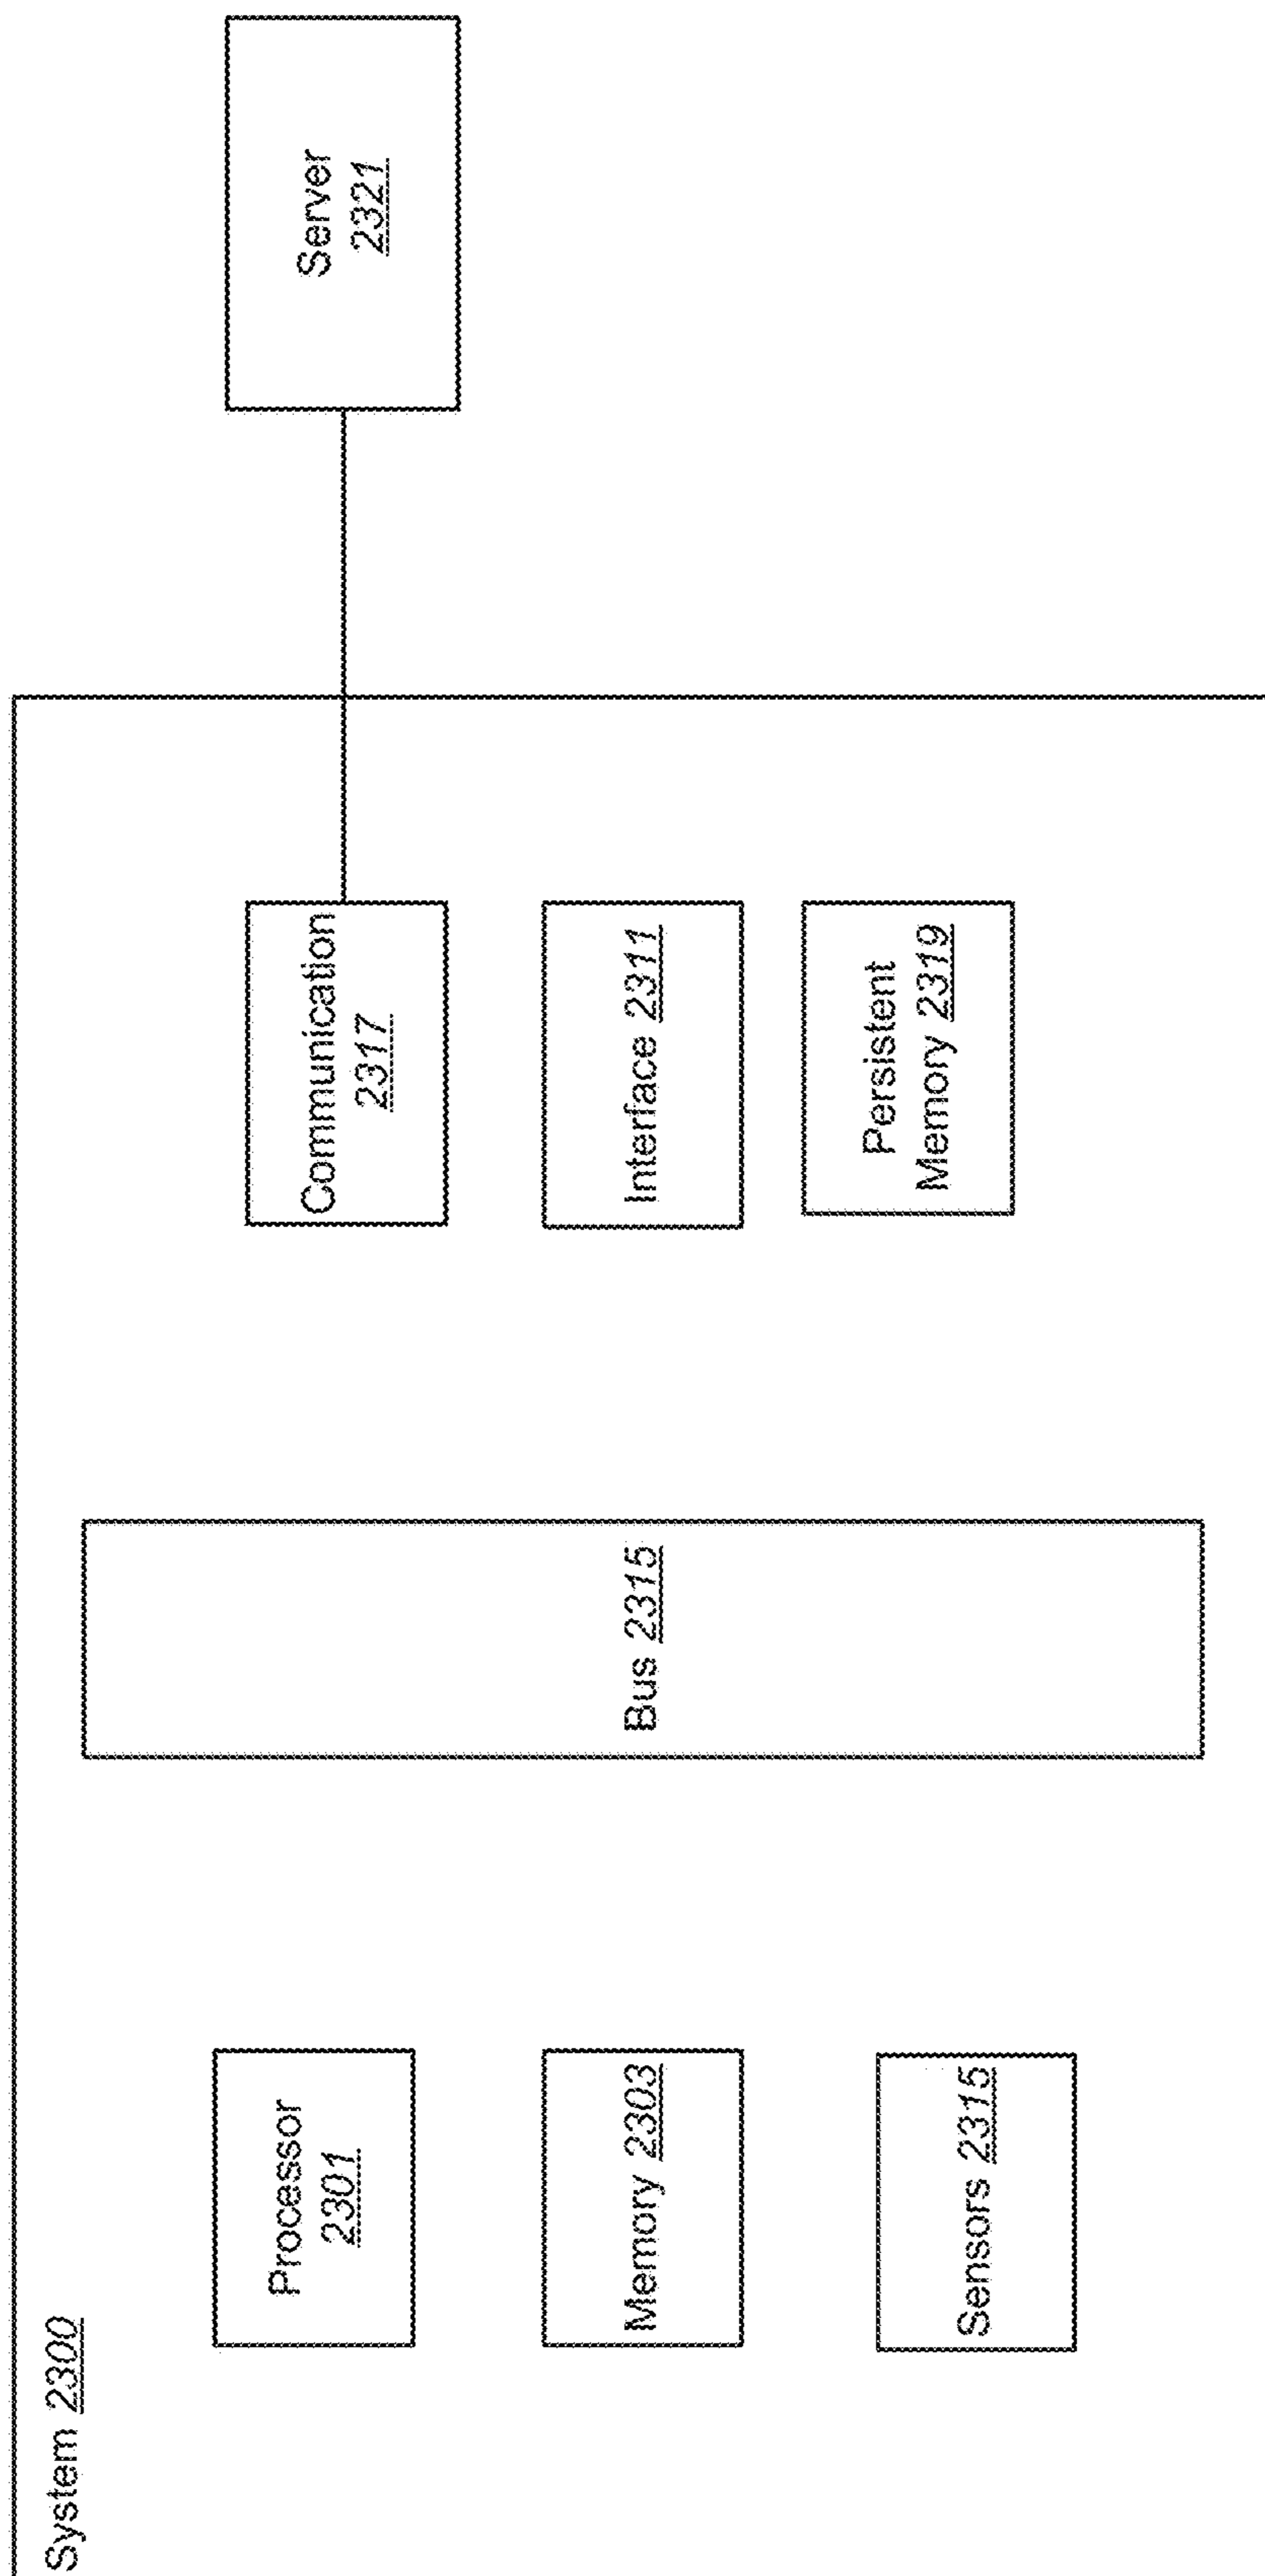 System 2300
Processor
2301
Memory 2303
Sensors 2315
Bus 2315
Communication
2317
Interface 2311
Persistent
Memory 2319
Server
2321